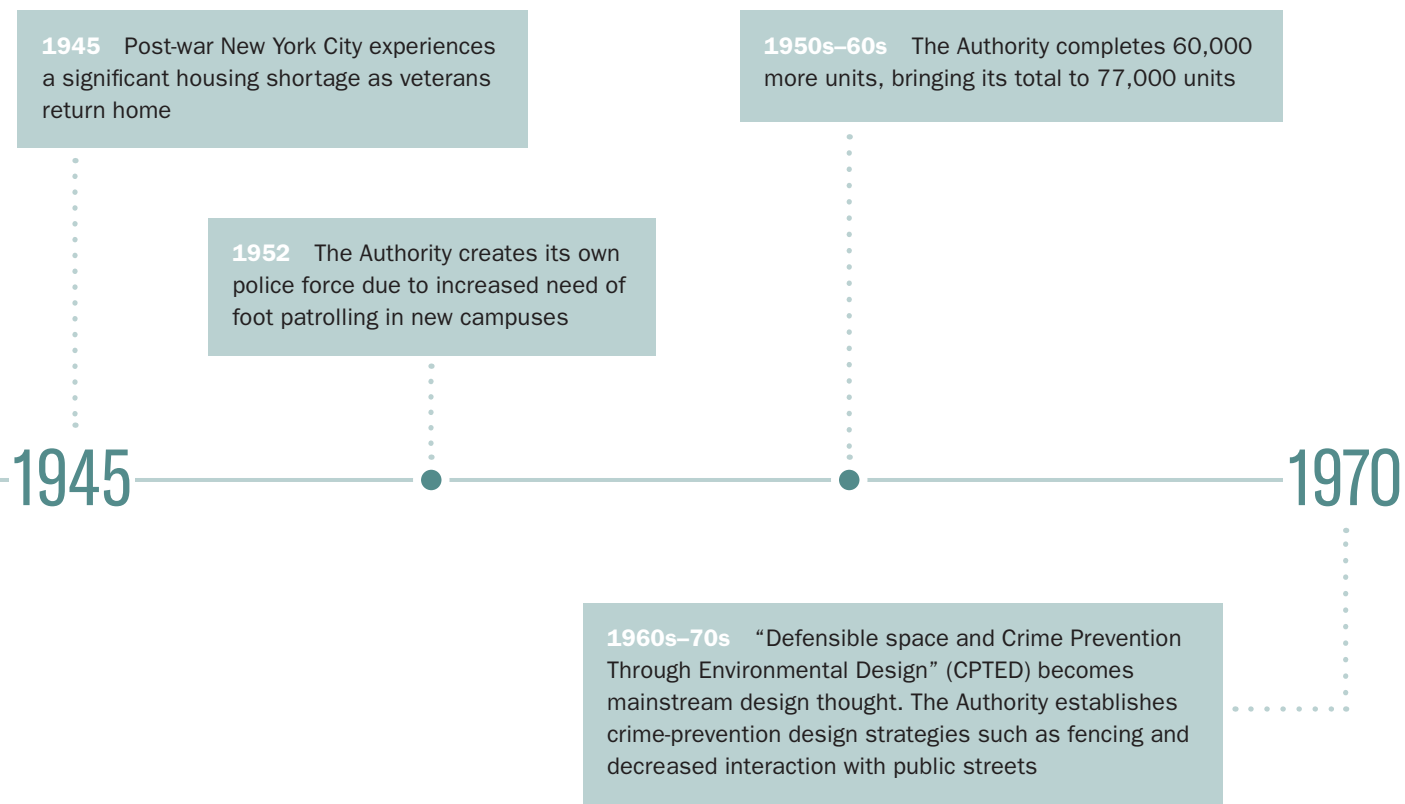 1945 Post-war New York City experiences
a significant housing shortage as veterans
return home
1950s–60s The Authority completes 60,000
more units, bringing its total to 77,000 units
1952 The Authority creates its own
police force due to increased need of
foot patrolling in new campuses
1945
1970
1960s–70s “Defensible space and Crime Prevention
Through Environmental Design” (CPTED) becomes
mainstream design thought. The Authority establishes
crime-prevention design strategies such as fencing and
decreased interaction with public streets